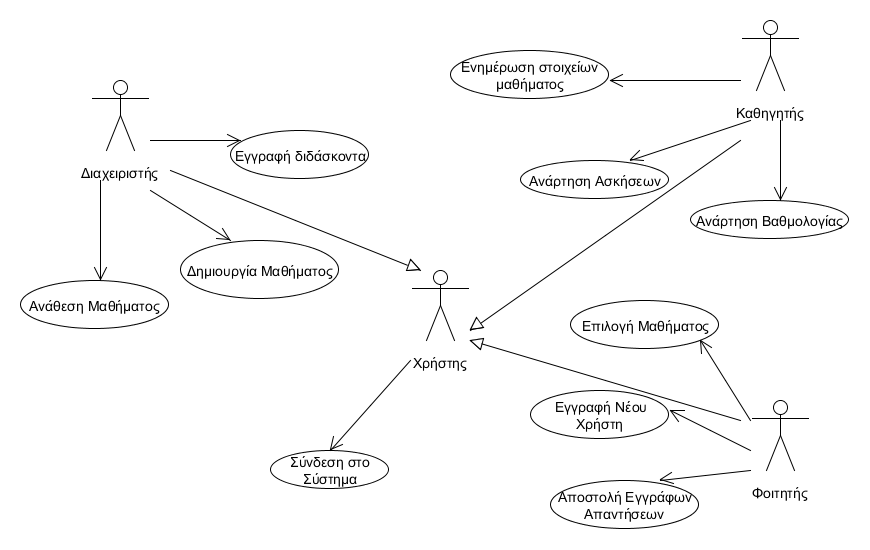 Ενημέρωση στοιχείων
μαθήματος
Καθηγητής
Εγγραφή διδάσκοντα
Διαχειριστής
Ανάρτηση Ασκήσεων
Ανάρτηση Βαθμολογίας
Δημιουργία Μαθήματος
Ανάθεση Μαθήματος
Επιλογή Μαθήματος
Χρήστης
Εγγραφή Νέου
Χρήστη
Σύνδεση στο
Σύστημα
Φοιτητής
Αποστολή Εγγράφων
Απαντήσεων